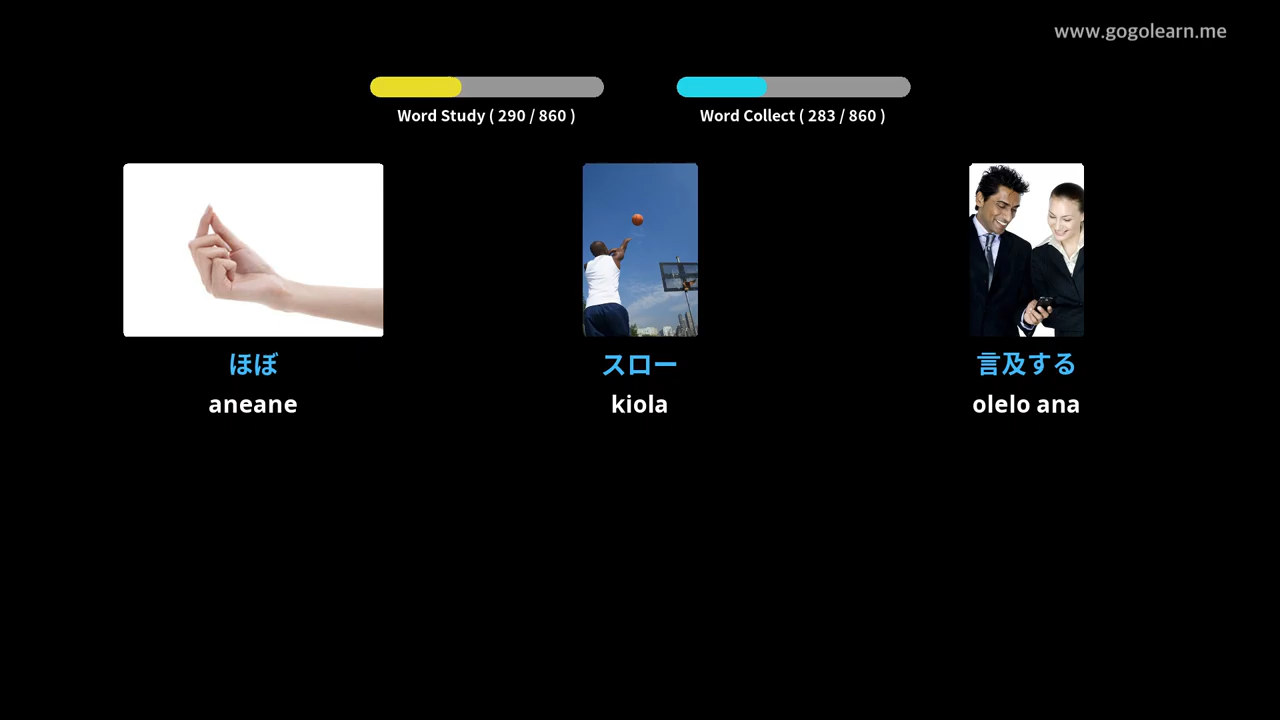 www.gogolearn.me
Word Study ( 290 / 860 )
Word Collect ( 283 / 860 )
ほぼ
スロー
言及する
aneane
kiola
olelo ana